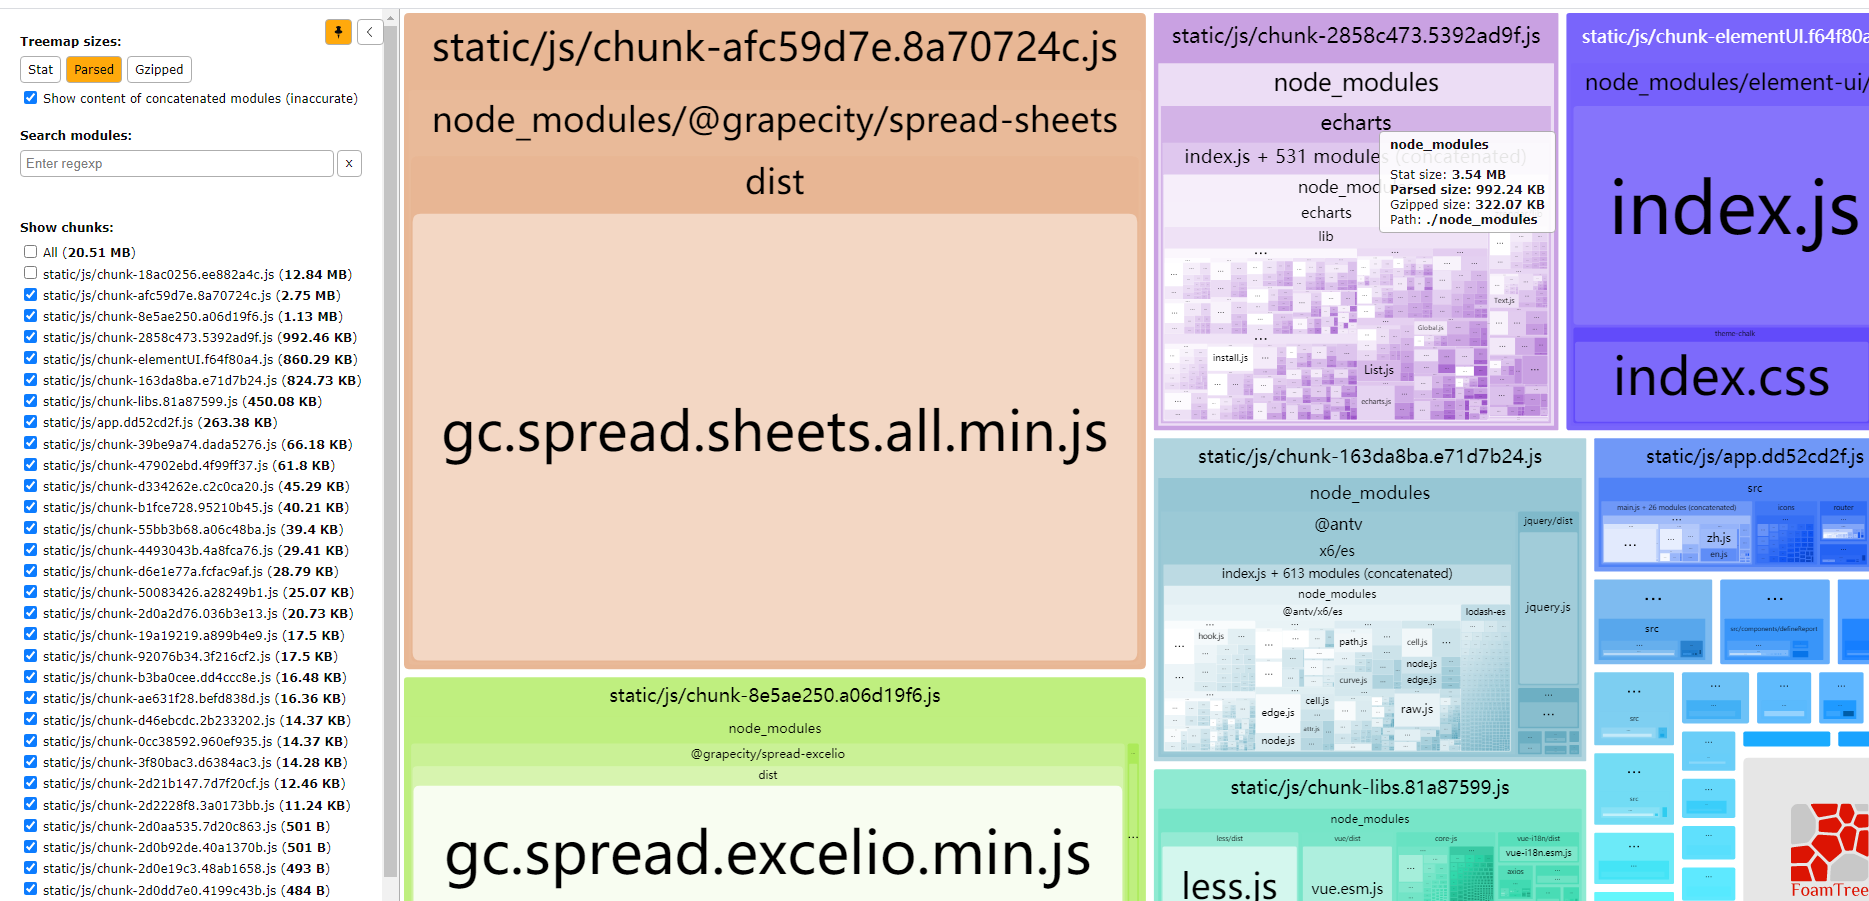 Treemap sizes:
Stat
Parsed
Gzipped
Show content of concatenated modules (inaccurate)
Search modules:
Enter regexp
x
Show chunks:
All (20.51 MB)
static/js/chunk-18ac0256.ee882a4c.js (12.84 MB)
static/js/chunk-afc59d7e.8a70724c.js (2.75 MB)
static/js/chunk-8e5ae250.a06d19f6.js (1.13 MB)
static/js/chunk-2858c473.5392ad9f.js (992.46 KB)
static/js/chunk-elementUI.f64f80a4.js (860.29 KB)
static/js/chunk-163da8ba.e71d7b24.js (824.73 KB)
static/js/chunk-libs.81a87599.js (450.08 KB)
static/js/app.dd52cd2f.js (263.38 KB)
static/js/chunk-39be9a74.dada5276.js (66.18 KB)
static/js/chunk-47902ebd.4f99ff37.js (61.8 KB)
static/js/chunk-d334262e.c2c0ca20.js (45.29 KB)
static/js/chunk-b1fce728.95210b45.js (40.21 KB)
static/js/chunk-55bb3b68.a06c48ba.js (39.4 KB)
static/js/chunk-4493043b.4a8fca76.js (29.41 KB)
static/js/chunk-d6e1e77a.fcfac9af.js (28.79 KB)
static/js/chunk-50083426.a28249b1.js (25.07 KB)
static/js/chunk-2d0a2d76.036b3e13.js (20.73 KB)
static/js/chunk-19a19219.a899b4e9.js (17.5 KB)
static/js/chunk-92076b34.3f216cf2.js (17.5 KB)
static/js/chunk-b3ba0cee.dd4ccc8e.js (16.48 KB)
static/js/chunk-ae631f28.befd838d.js (16.36 KB)
static/js/chunk-d46ebcdc.2b233202.js (14.37 KB)
static/js/chunk-0cc38592.960ef935.js (14.37 KB)
static/js/chunk-3f80bac3.d6384ac3.js (14.28 KB)
static/js/chunk-2d21b147.7d7f20cf.js (12.46 KB)
static/js/chunk-2d2228f8.3a0173bb.js (11.24 KB)
static/js/chunk-2d0aa535.7d20c863.js (501 B)
static/js/chunk-2d0b92de.40a1370b.js (501 B)
static/js/chunk-2d0e19c3.48ab1658.js (493 B)
static/js/chunk-2d0dd7e0.4199c43b.js (484 B)
static/js/chunk-afc59d7e.8a70724c.js
node_modules/@grapecity/spread-sheets
dist
gc.spread.sheets.all.min.js
static/js/chunk-8e5ae250.a06d19f6.js
node_modules
@grapecity/spread-excelio
dist
gc.spread.excelio.min.js
static/js/chunk-2858c473.5392ad9f.js
node_modules
echarts
index.js + 531 modules (concatenated)
node_mod
echarts
lib
Text.js
Global.js
install.js
List.js
echarts.js
node_modules
Stat size: 3.54 MB
Parsed size: 992.24 KB
Gzipped size: 322.07 KB
Path: ./node_modules
static/js/chunk-elementUI.f64f80a
node_modules/element-ui/
index.js
theme-chalk
index.css
static/js/chunk-163da8ba.e71d7b24.js
node_modules
@antv
x6/es
index.js + 613 modules (concatenated)
node_modules
@antv/x6/es
lodash-es
hook.js
path.js
cell.js
node.js
curve.js
edge.js
cell.js
edge.js
raw.js
attr.js
node.js
jquery/dist
jquery.js
static/js/app.dd52cd2f.js
src
main.js + 26 modules (concatenated)
icons
router
zh.js
en.js
src
src/components/defineReport
src
src
static/js/chunk-libs.81a87599.js
node_modules
less/dist
vue/dist
core-js
vue-i18n/dist
vue-i18n.esm.js
axios
less.js
vue.esm.js
FoamTree